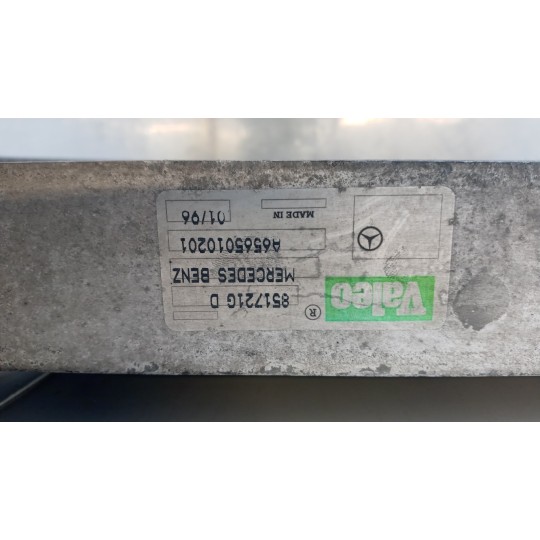 Valeo ®
851721G D
MERCEDES BENZ
A6565010201
MADE IN
01/96